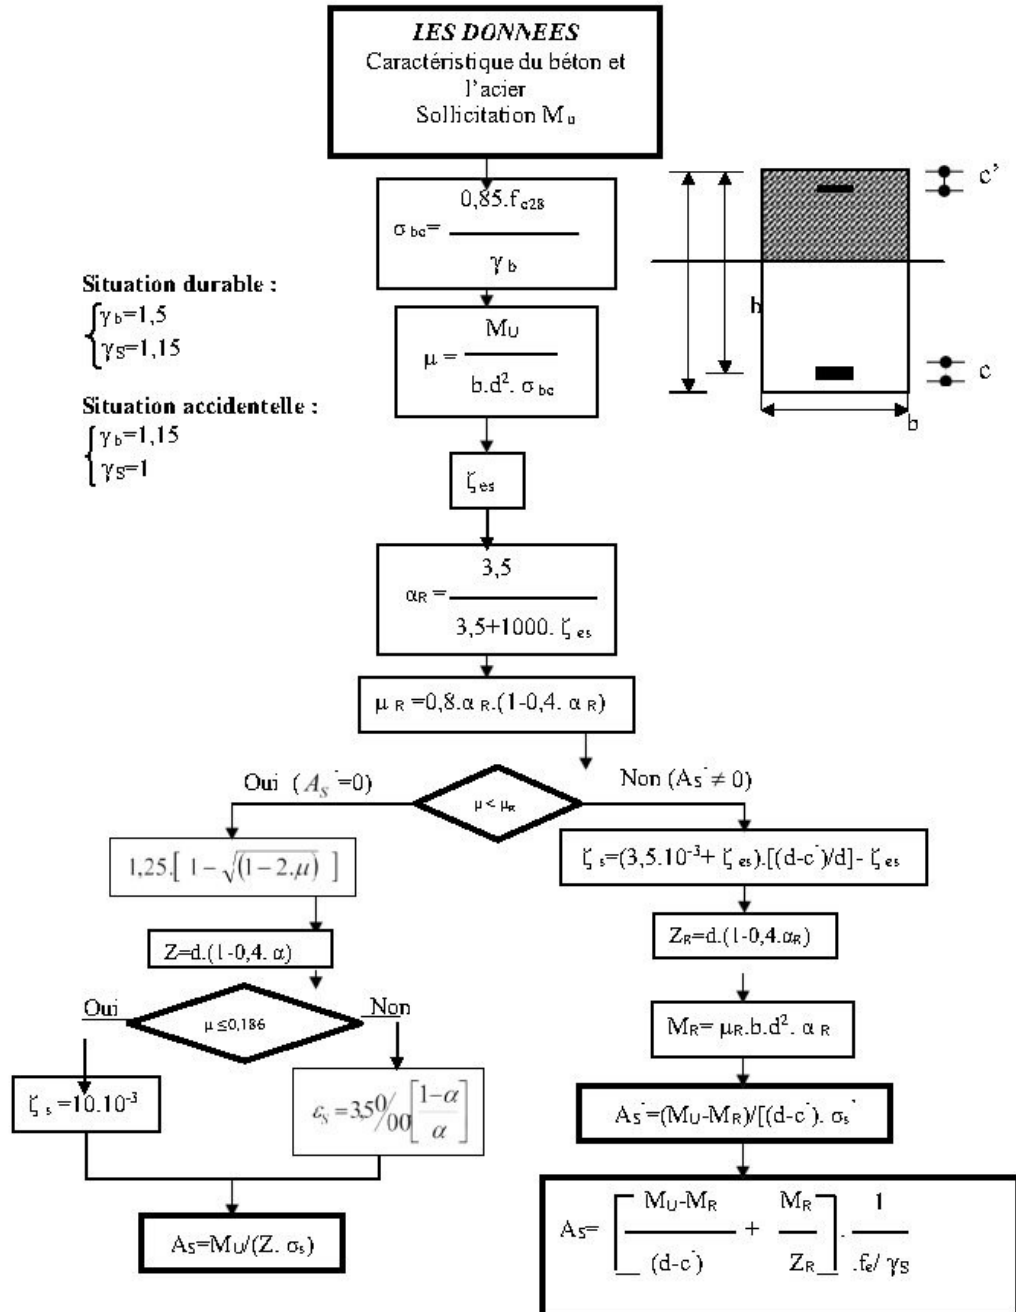 LES DONNEES
Caractéristique du béton et
l'acier
Sollicitation Mu
σbc= 0,85.fc28 / γb
c'
h
c
b
Situation durable :
γb=1,5
γS=1,15
Situation accidentelle :
γb=1,15
γS=1
μ = MU / b.d². σbc
ζes
αR = 3,5 / 3,5+1000. ζes
μR =0,8.αR.(1-0,4. αR)
Oui (AS'=0)
μ < μR
Non (AS' ≠ 0)
1,25.[ 1-√(1-2.μ) ]
Z=d.(1-0,4. α)
Oui
μ ≤0,186
Non
ζs =10.10-3
εS = 3,50/00[1-α/α]
AS=MU/(Z. σs)
ζs=(3,5.10-3+ ζes).[(d-c')/d]- ζes
ZR=d.(1-0,4.αR)
MR= μR.b.d². αR
AS'=(MU-MR)/[(d-c'). σs'
AS= [MU-MR / (d-c') + MR / ZR]. 1 / .fe/ γS